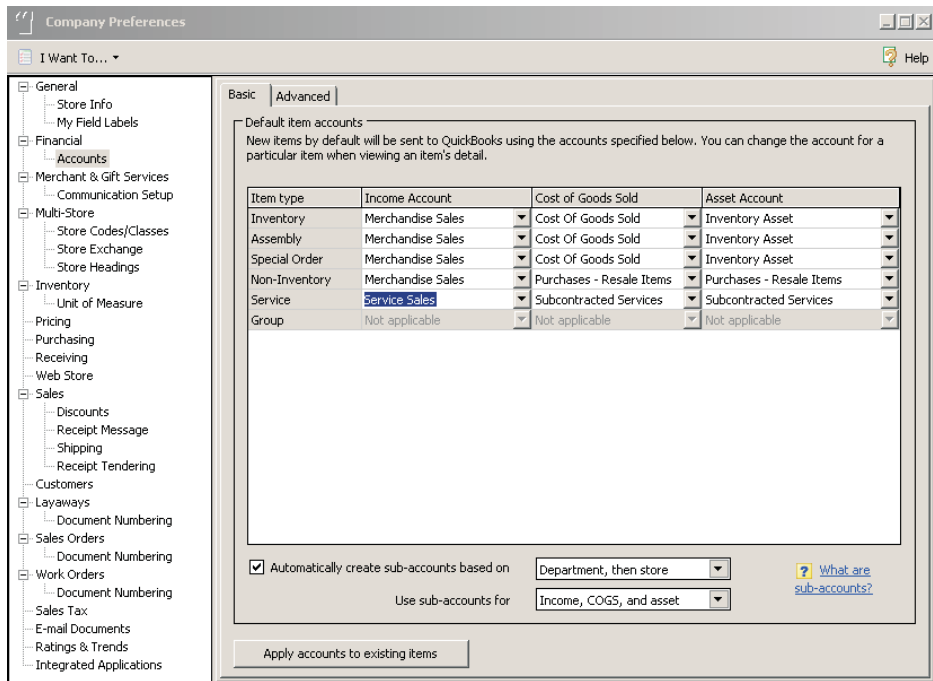 Company Preferences
I Want To...
Help
General
Store Info
My Field Labels
Financial
Accounts
Merchant & Gift Services
Communication Setup
Multi-Store
Store Codes/Classes
Store Exchange
Store Headings
Inventory
Unit of Measure
Pricing
Purchasing
Receiving
Web Store
Sales
Discounts
Receipt Message
Shipping
Receipt Tendering
Customers
Layaways
Document Numbering
Sales Orders
Document Numbering
Work Orders
Document Numbering
Sales Tax
E-mail Documents
Ratings & Trends
Integrated Applications
Basic Advanced
Default item accounts
New items by default will be sent to QuickBooks using the accounts specified below. You can change the account for a
particular item when viewing an item's detail.
Item type Income Account Cost of Goods Sold Asset Account
Inventory Merchandise Sales Cost Of Goods Sold Inventory Asset
Assembly Merchandise Sales Cost Of Goods Sold Inventory Asset
Special Order Merchandise Sales Cost Of Goods Sold Inventory Asset
Non-Inventory Merchandise Sales Purchases - Resale Items Purchases - Resale Items
Service Service Sales Subcontracted Services Subcontracted Services
Group Not applicable Not applicable Not applicable
Automatically create sub-accounts based on Department, then store ? What are
sub-accounts?
Use sub-accounts for Income, COGS, and asset
Apply accounts to existing items